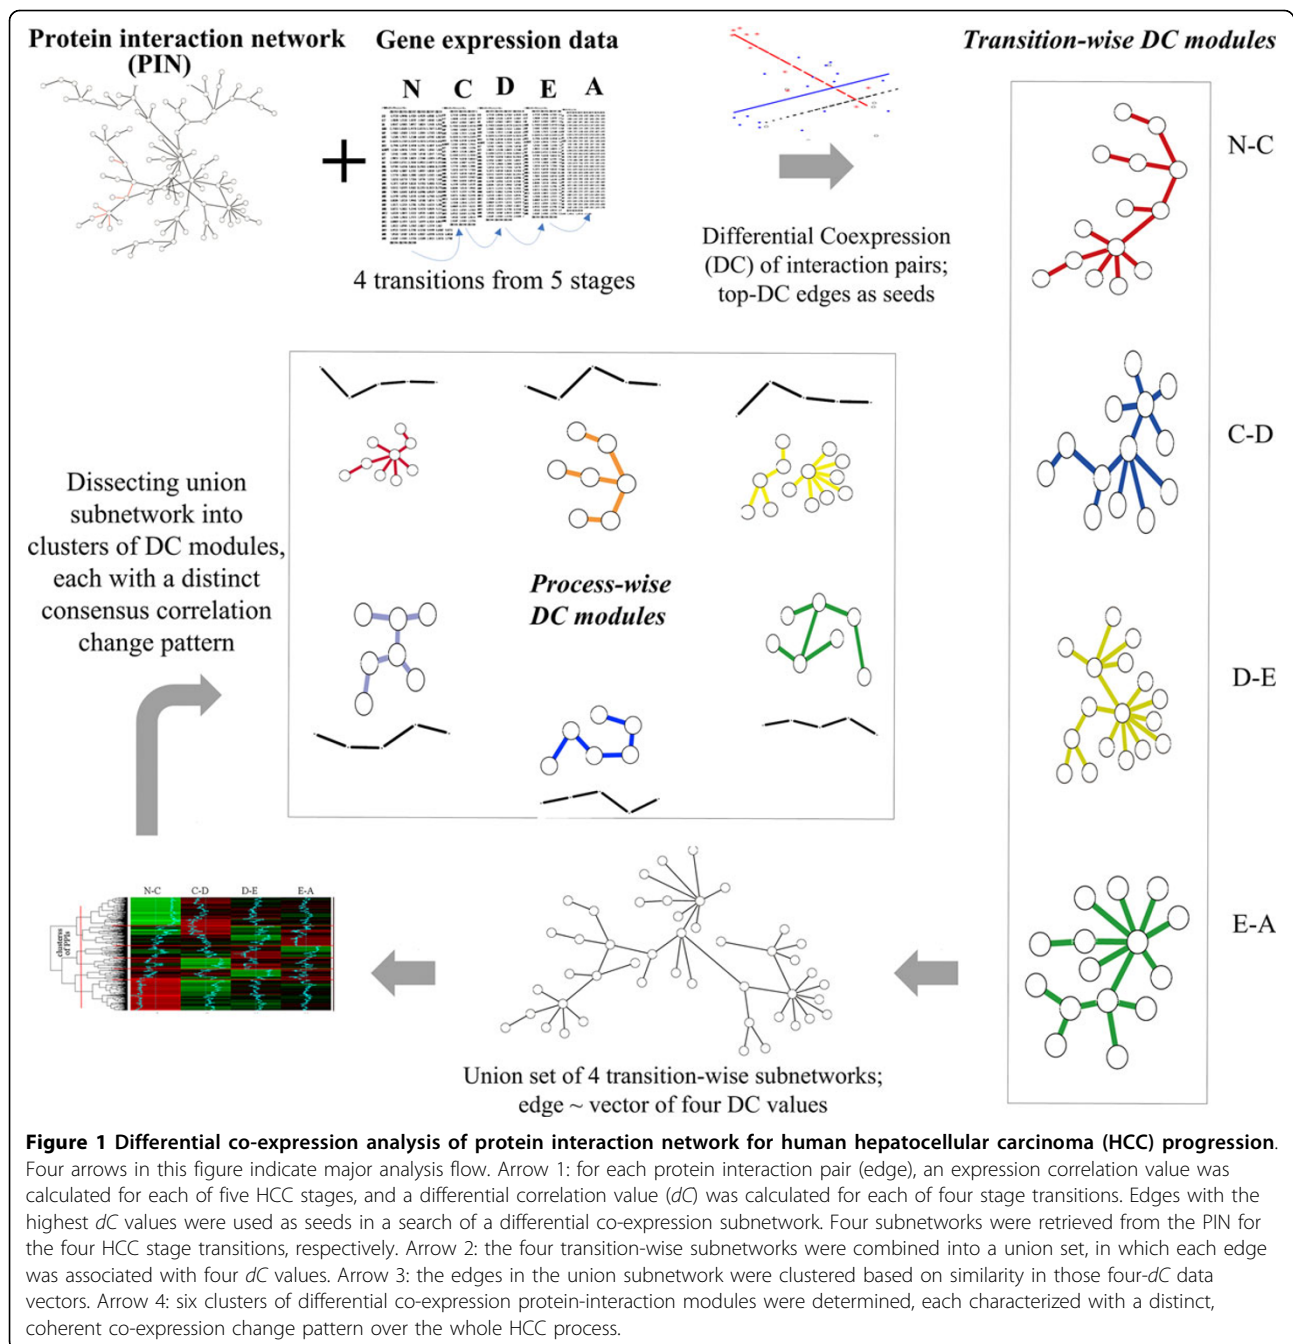 Protein interaction network
(PIN)
Gene expression data
N C D E A
4 transitions from 5 stages
Differential Coexpression
(DC) of interaction pairs;
top-DC edges as seeds
Transition-wise DC modules
N-C
C-D
D-E
E-A
Dissecting union
subnetwork into
clusters of DC modules,
each with a distinct
consensus correlation
change pattern
Process-wise
DC modules
N-C C-D D-E E-A
clusters
of PPIs
Union set of 4 transition-wise subnetworks;
edge ~ vector of four DC values
Figure 1 Differential co-expression analysis of protein interaction network for human hepatocellular carcinoma (HCC) progression.
Four arrows in this figure indicate major analysis flow. Arrow 1: for each protein interaction pair (edge), an expression correlation value was
calculated for each of five HCC stages, and a differential correlation value (dC) was calculated for each of four stage transitions. Edges with the
highest dC values were used as seeds in a search of a differential co-expression subnetwork. Four subnetworks were retrieved from the PIN for
the four HCC stage transitions, respectively. Arrow 2: the four transition-wise subnetworks were combined into a union set, in which each edge
was associated with four dC values. Arrow 3: the edges in the union subnetwork were clustered based on similarity in those four-dC data
vectors. Arrow 4: six clusters of differential co-expression protein-interaction modules were determined, each characterized with a distinct,
coherent co-expression change pattern over the whole HCC process.